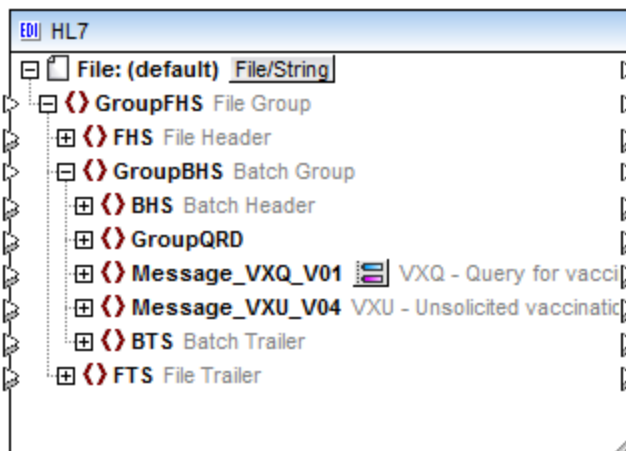 EDI HL7
File: (default) File/String
GroupFHS File Group
FHS File Header
GroupBHS Batch Group
BHS Batch Header
GroupQRD
Message_VXQ_V01 VXQ - Query for vacci
Message_VXU_V04 VXU - Unsolicited vaccinatio
BTS Batch Trailer
FTS File Trailer